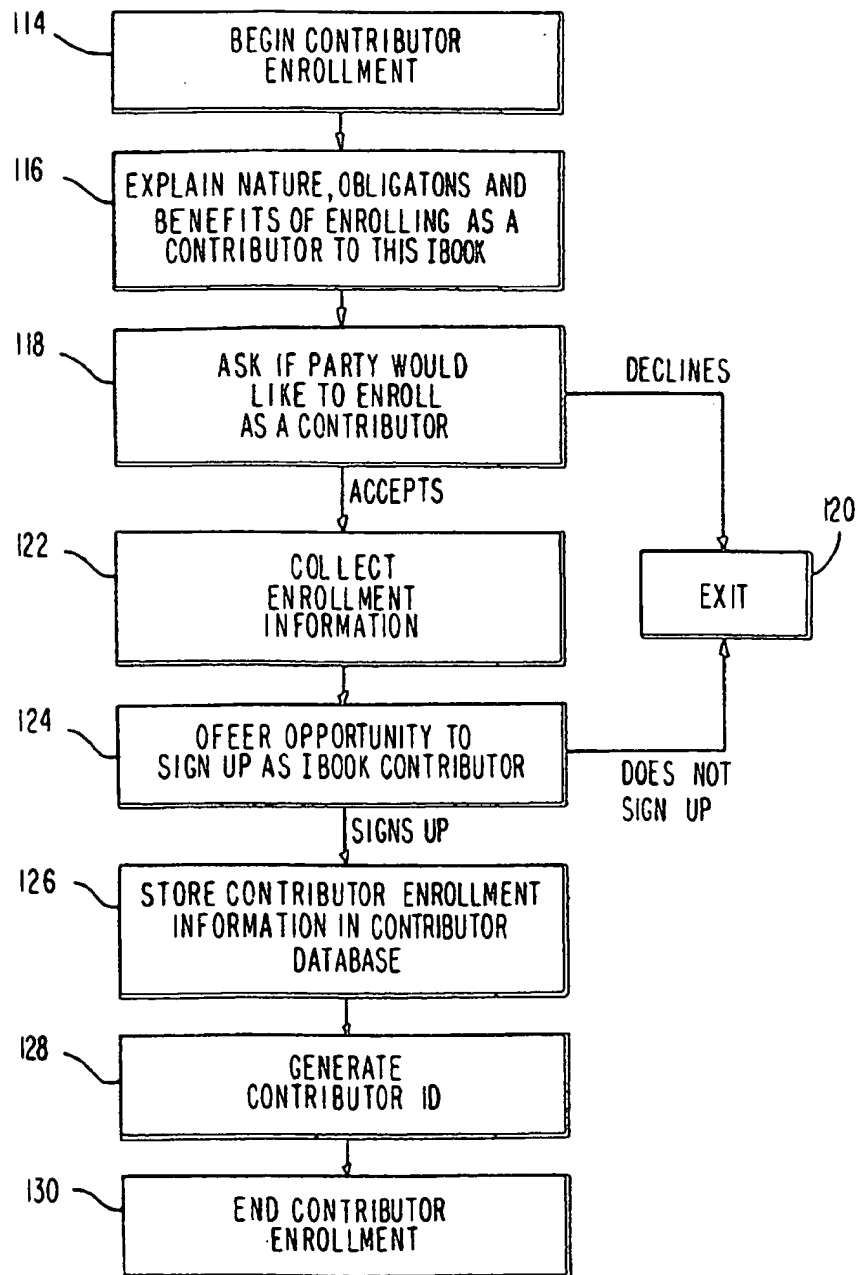 114
BEGIN CONTRIBUTOR
ENROLLMENT
116
EXPLAIN NATURE, OBLIGATONS AND
BENEFITS OF ENROLLING AS A
CONTRIBUTOR TO THIS IBOOK
118
ASK IF PARTY WOULD
LIKE TO ENROLL
AS A CONTRIBUTOR
DECLINES
ACCEPTS
120
EXIT
122
COLLECT
ENROLLMENT
INFORMATION
124
OFEER OPPORTUNITY TO
SIGN UP AS IBOOK CONTRIBUTOR
DOES NOT
SIGN UP
SIGNS UP
126
STORE CONTRIBUTOR ENROLLMENT
INFORMATION IN CONTRIBUTOR
DATABASE
128
GENERATE
CONTRIBUTOR ID
130
END CONTRIBUTOR
ENROLLMENT